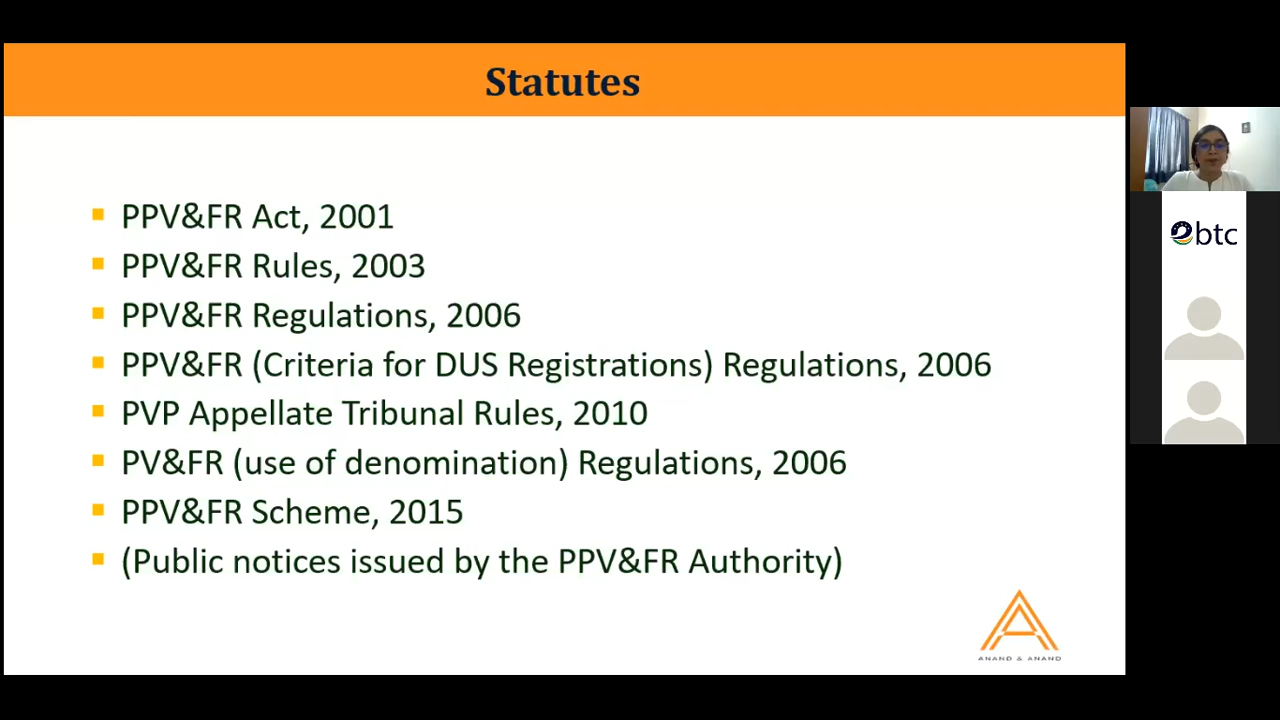 Statutes
PPV&FR Act, 2001
PPV&FR Rules, 2003
PPV&FR Regulations, 2006
PPV&FR (Criteria for DUS Registrations) Regulations, 2006
PVP Appellate Tribunal Rules, 2010
PV&FR (use of denomination) Regulations, 2006
PPV&FR Scheme, 2015
(Public notices issued by the PPV&FR Authority)
ANAND & ANAND
btc